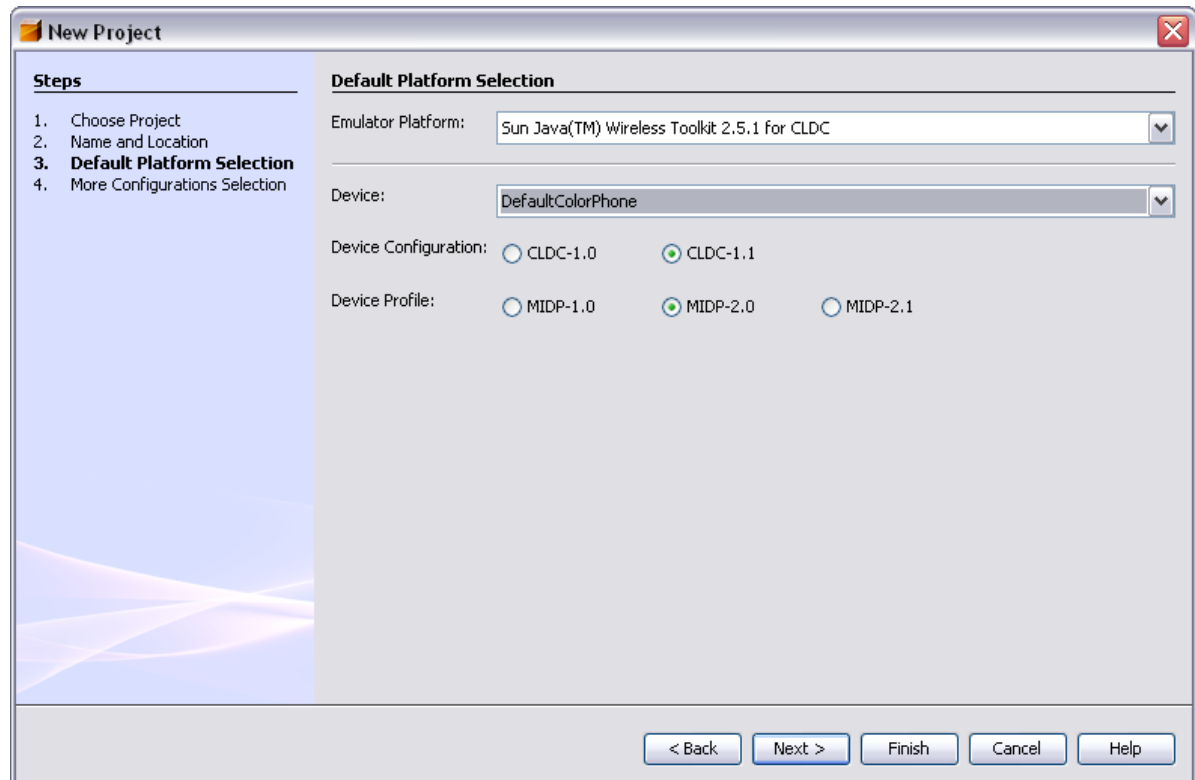 New Project
Steps
1. Choose Project
2. Name and Location
3. Default Platform Selection
4. More Configurations Selection
Default Platform Selection
Emulator Platform: Sun Java(TM) Wireless Toolkit 2.5.1 for CLDC
Device: DefaultColorPhone
Device Configuration: CLDC-1.0 CLDC-1.1
Device Profile: MIDP-1.0 MIDP-2.0 MIDP-2.1
< Back Next > Finish Cancel Help